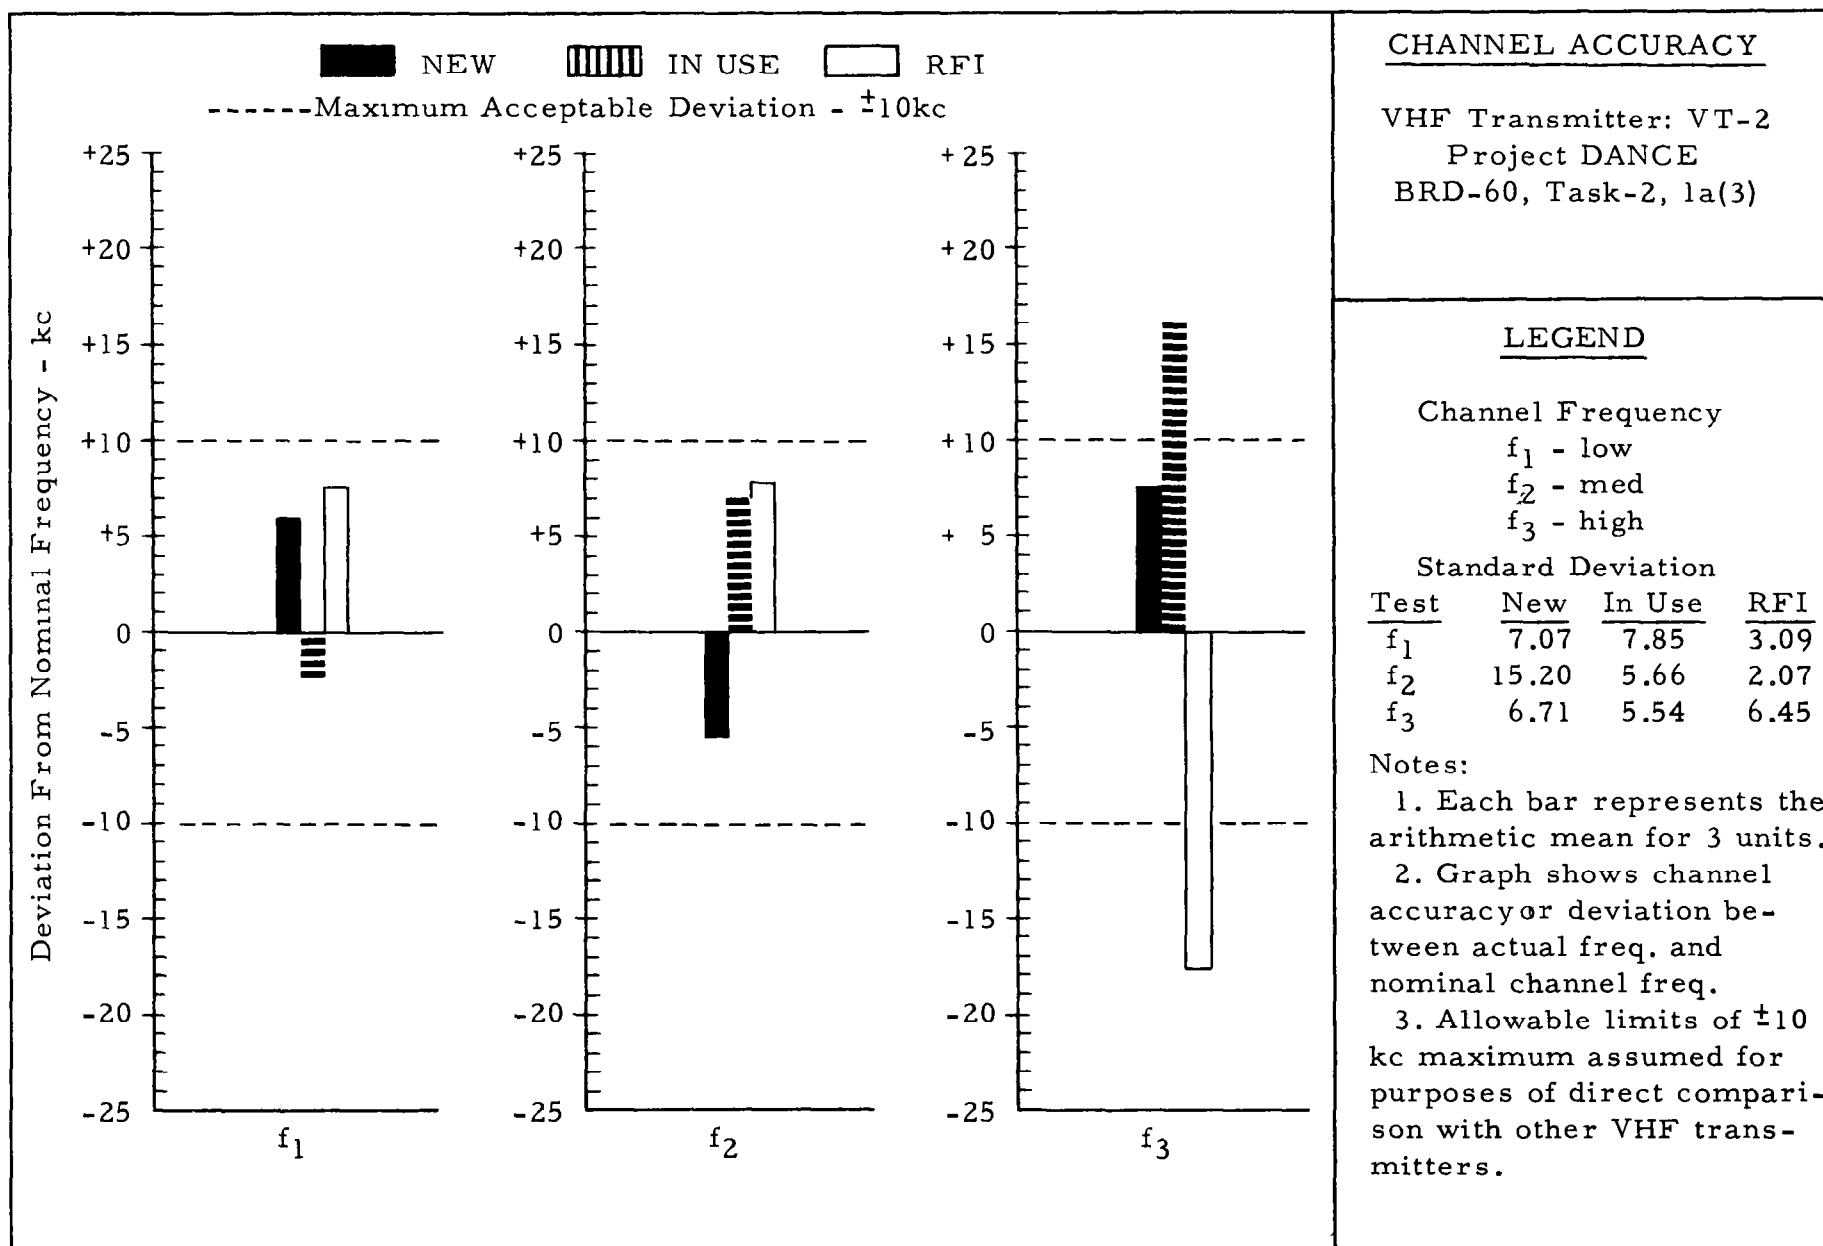 NEW IN USE RFI
-----Maximum Acceptable Deviation - ±10kc
Deviation From Nominal Frequency - kc
+25
+20
+15
+10
+5
0
-5
-10
-15
-20
-25
f1
+25
+20
+15
+10
+5
0
-5
-10
-15
-20
-25
f2
+25
+20
+15
+10
+ 5
0
-5
-10
-15
-20
-25
f3
CHANNEL ACCURACY
VHF Transmitter: VT-2
Project DANCE
BRD-60, Task-2, 1a(3)
LEGEND
Channel Frequency
f1 - low
f2 - med
f3 - high
Standard Deviation
Test New In Use RFI
f1 7.07 7.85 3.09
f2 15.20 5.66 2.07
f3 6.71 5.54 6.45
Notes:
1. Each bar represents the
arithmetic mean for 3 units.
2. Graph shows channel
accuracy or deviation be-
tween actual freq. and
nominal channel freq.
3. Allowable limits of ±10
kc maximum assumed for
purposes of direct compari-
son with other VHF trans-
mitters.